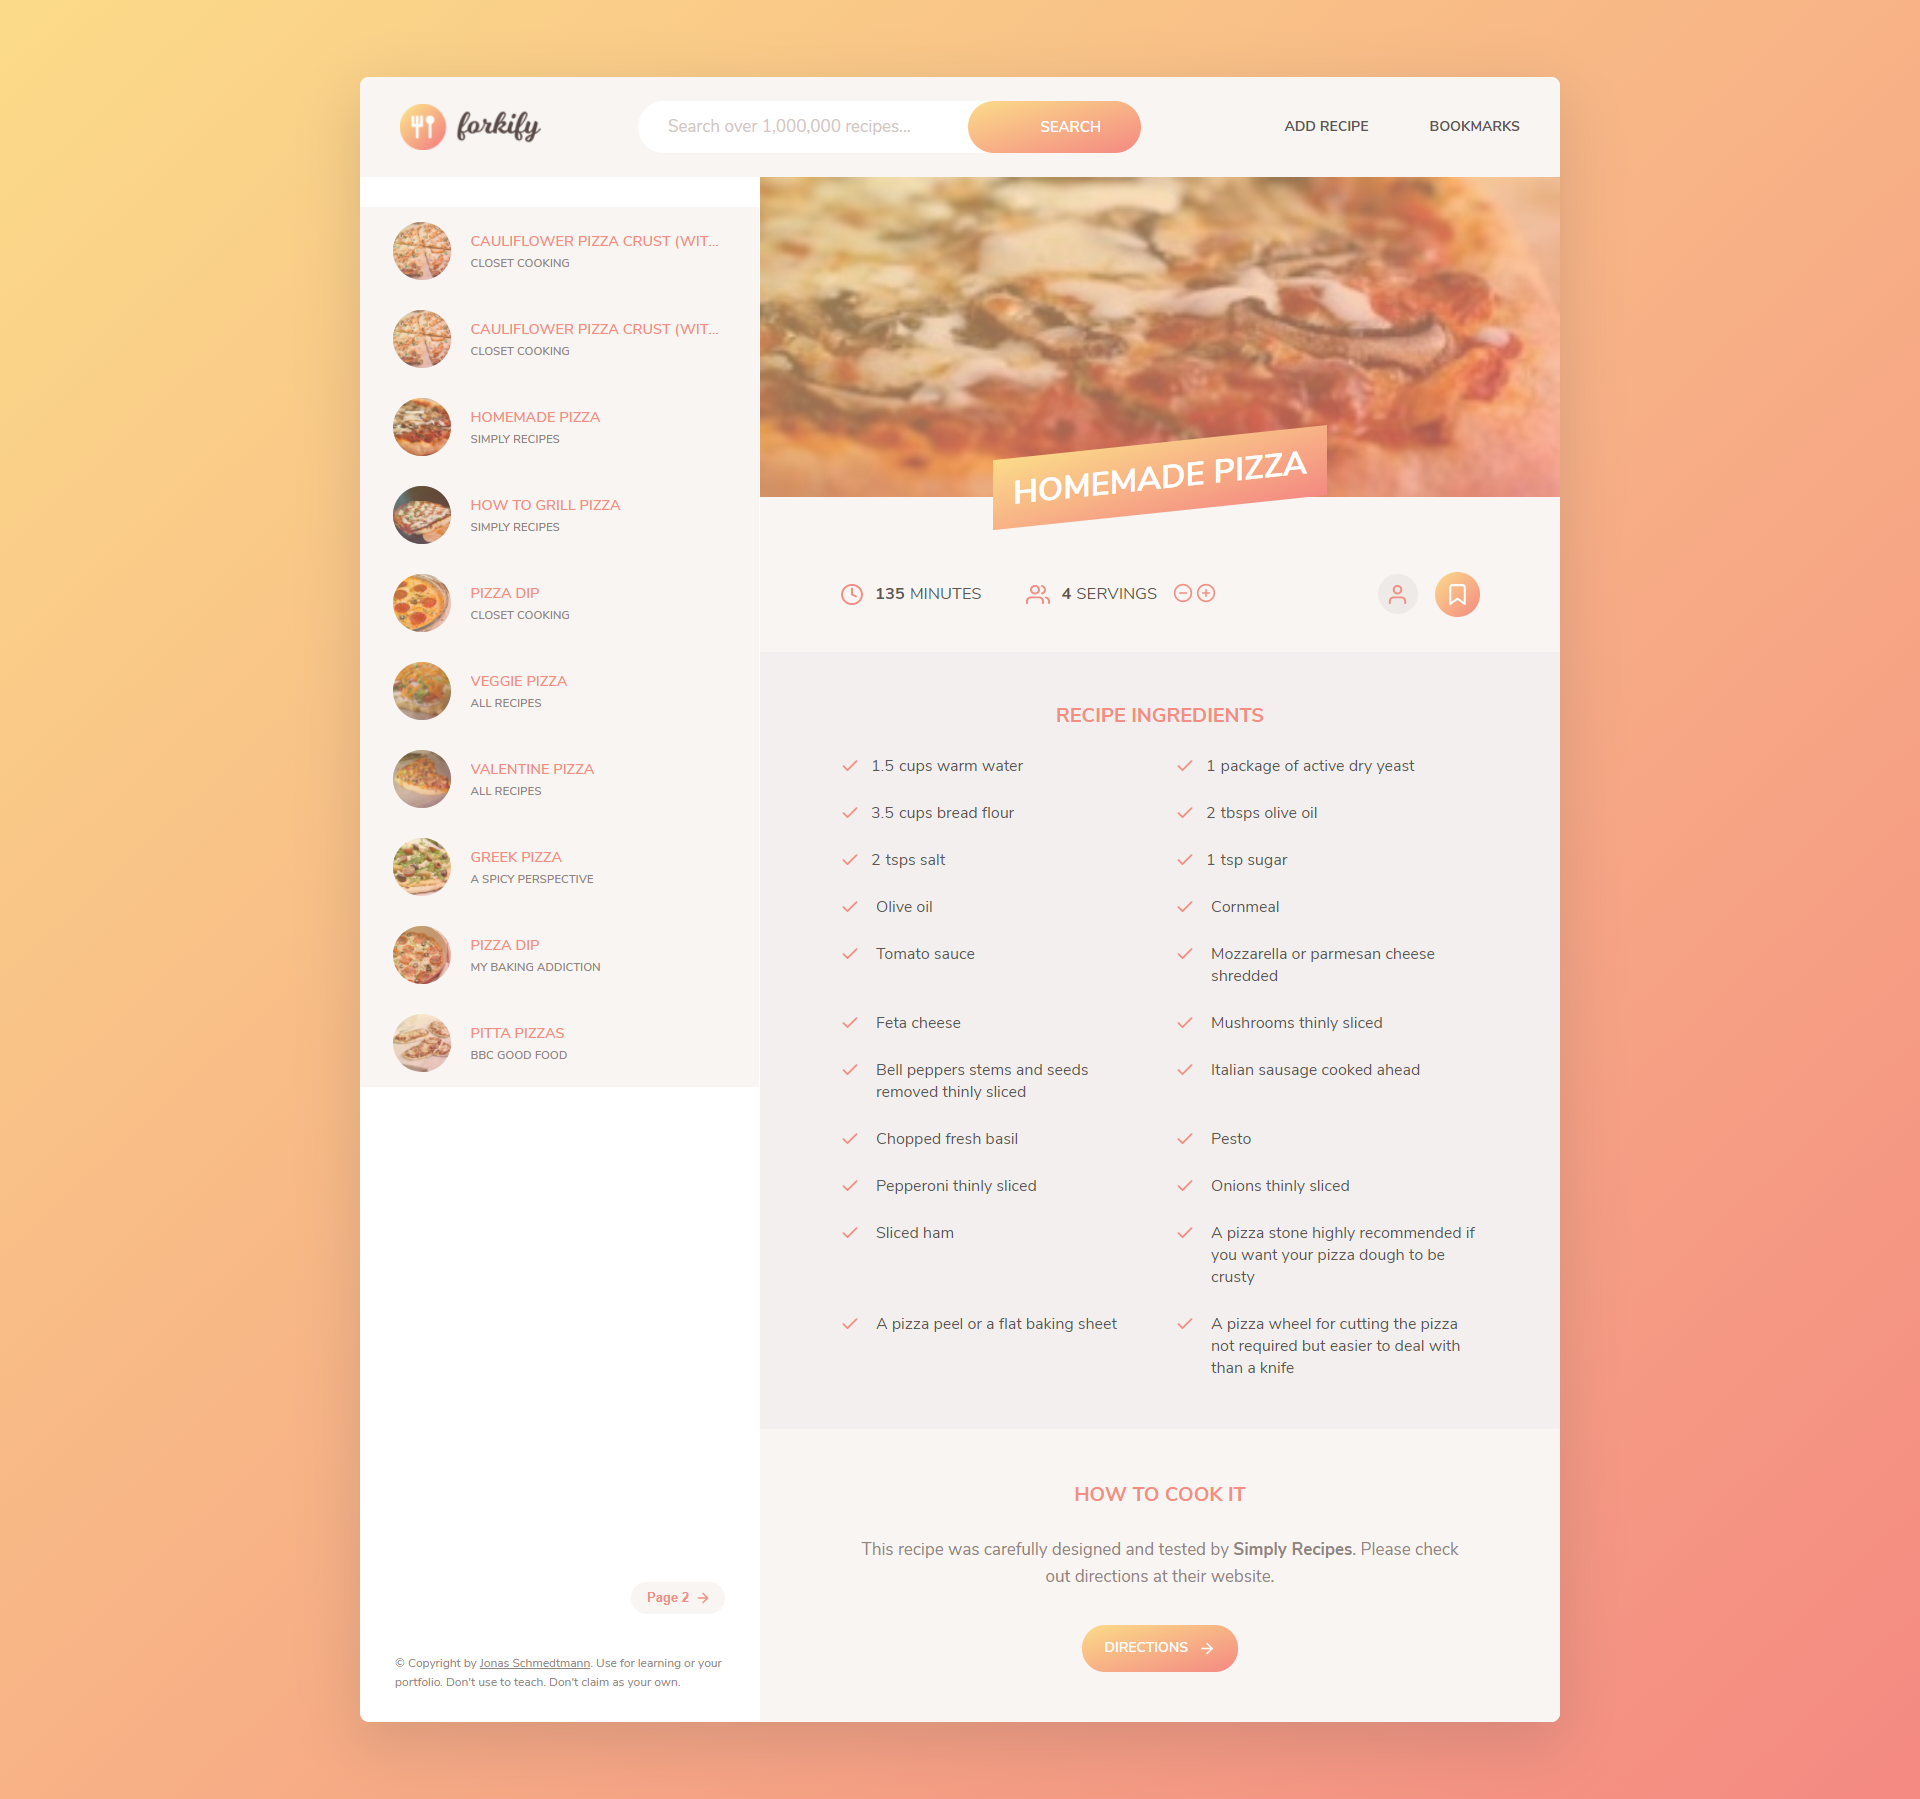 forkify
Search over 1,000,000 recipes...
SEARCH
ADD RECIPE
BOOKMARKS
CAULIFLOWER PIZZA CRUST (WIT...
CLOSET COOKING
CAULIFLOWER PIZZA CRUST (WIT...
CLOSET COOKING
HOMEMADE PIZZA
SIMPLY RECIPES
HOW TO GRILL PIZZA
SIMPLY RECIPES
PIZZA DIP
CLOSET COOKING
VEGGIE PIZZA
ALL RECIPES
VALENTINE PIZZA
ALL RECIPES
GREEK PIZZA
A SPICY PERSPECTIVE
PIZZA DIP
MY BAKING ADDICTION
PITTA PIZZAS
BBC GOOD FOOD
Page 2
© Copyright by Jonas Schmedtmann. Use for learning or your
portfolio. Don't use to teach. Don't claim as your own.
HOMEMADE PIZZA
135 MINUTES
4 SERVINGS
RECIPE INGREDIENTS
1.5 cups warm water
1 package of active dry yeast
3.5 cups bread flour
2 tbsps olive oil
2 tsps salt
1 tsp sugar
Olive oil
Cornmeal
Tomato sauce
Mozzarella or parmesan cheese
shredded
Feta cheese
Mushrooms thinly sliced
Bell peppers stems and seeds
removed thinly sliced
Italian sausage cooked ahead
Chopped fresh basil
Pesto
Pepperoni thinly sliced
Onions thinly sliced
Sliced ham
A pizza stone highly recommended if
you want your pizza dough to be
crusty
A pizza peel or a flat baking sheet
A pizza wheel for cutting the pizza
not required but easier to deal with
than a knife
HOW TO COOK IT
This recipe was carefully designed and tested by Simply Recipes. Please check
out directions at their website.
DIRECTIONS